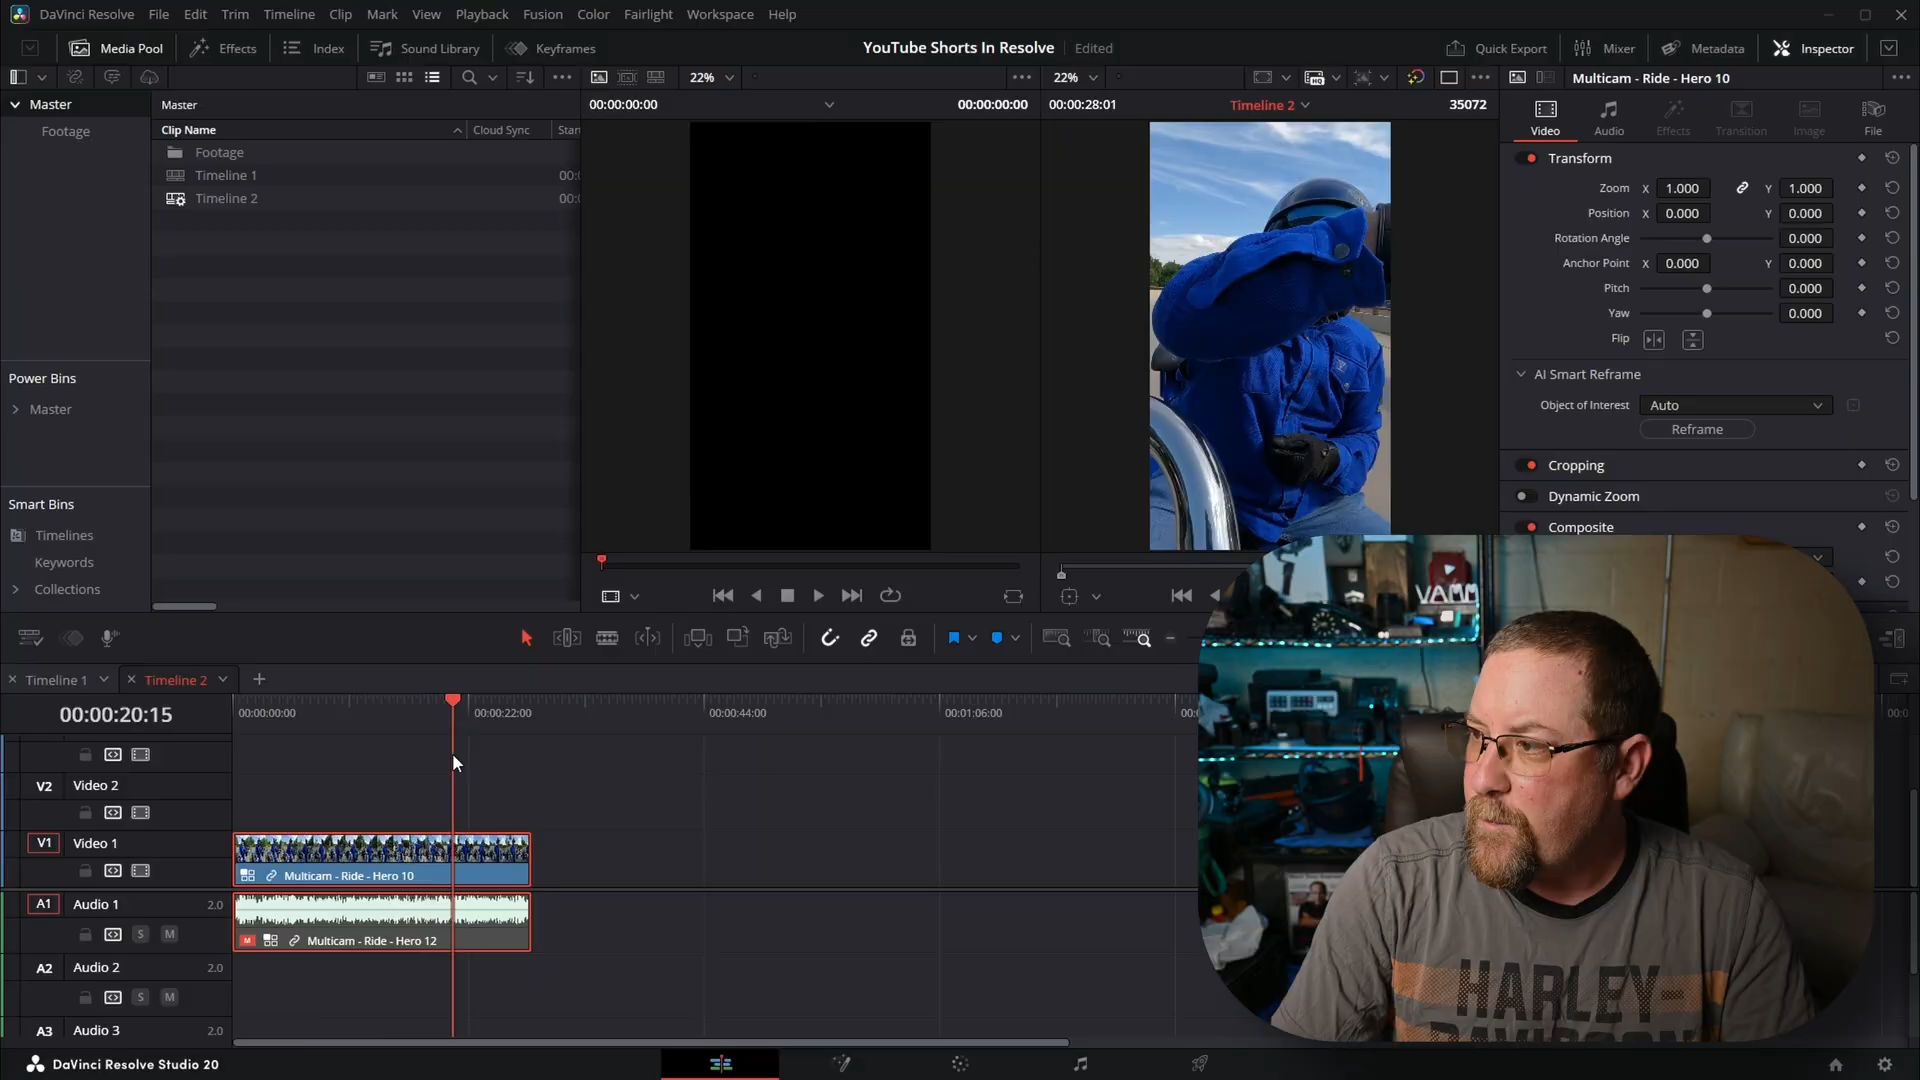 DaVinci Resolve File Edit Trim Timeline Clip Mark View Playback Fusion Color Fairlight Workspace Help
Media Pool Effects Index Sound Library Keyframes YouTube Shorts In Resolve Edited Quick Export Mixer Metadata Inspector
22% 22% Multicam - Ride - Hero 10
Master Master 00:00:00:00 00:00:00:00 00:00:28:01 Timeline 2 35072
Footage
Clip Name Cloud Sync Start
Video Audio Effects Transition Image File
Footage
Timeline 1 00:0
Timeline 2 00:0
Transform
Zoom X 1.000 Y 1.000
Position X 0.000 Y 0.000
Rotation Angle 0.000
Anchor Point X 0.000 Y 0.000
Pitch 0.000
Yaw 0.000
Flip
AI Smart Reframe
Object of Interest Auto
Reframe
Cropping
Dynamic Zoom
Composite
Power Bins
Master
Smart Bins
Timelines
Keywords
Collections
VAMM
Timeline 1 Timeline 2
00:00:20:15 00:00:00:00 00:00:22:00 00:00:44:00 00:01:06:00
V2 Video 2
V1 Video 1
Multicam - Ride - Hero 10
A1 Audio 1 2.0
S M
M Multicam - Ride - Hero 12
A2 Audio 2 2.0
S M
A3 Audio 3 2.0
HARLEY-
DAVIDSON
DaVinci Resolve Studio 20